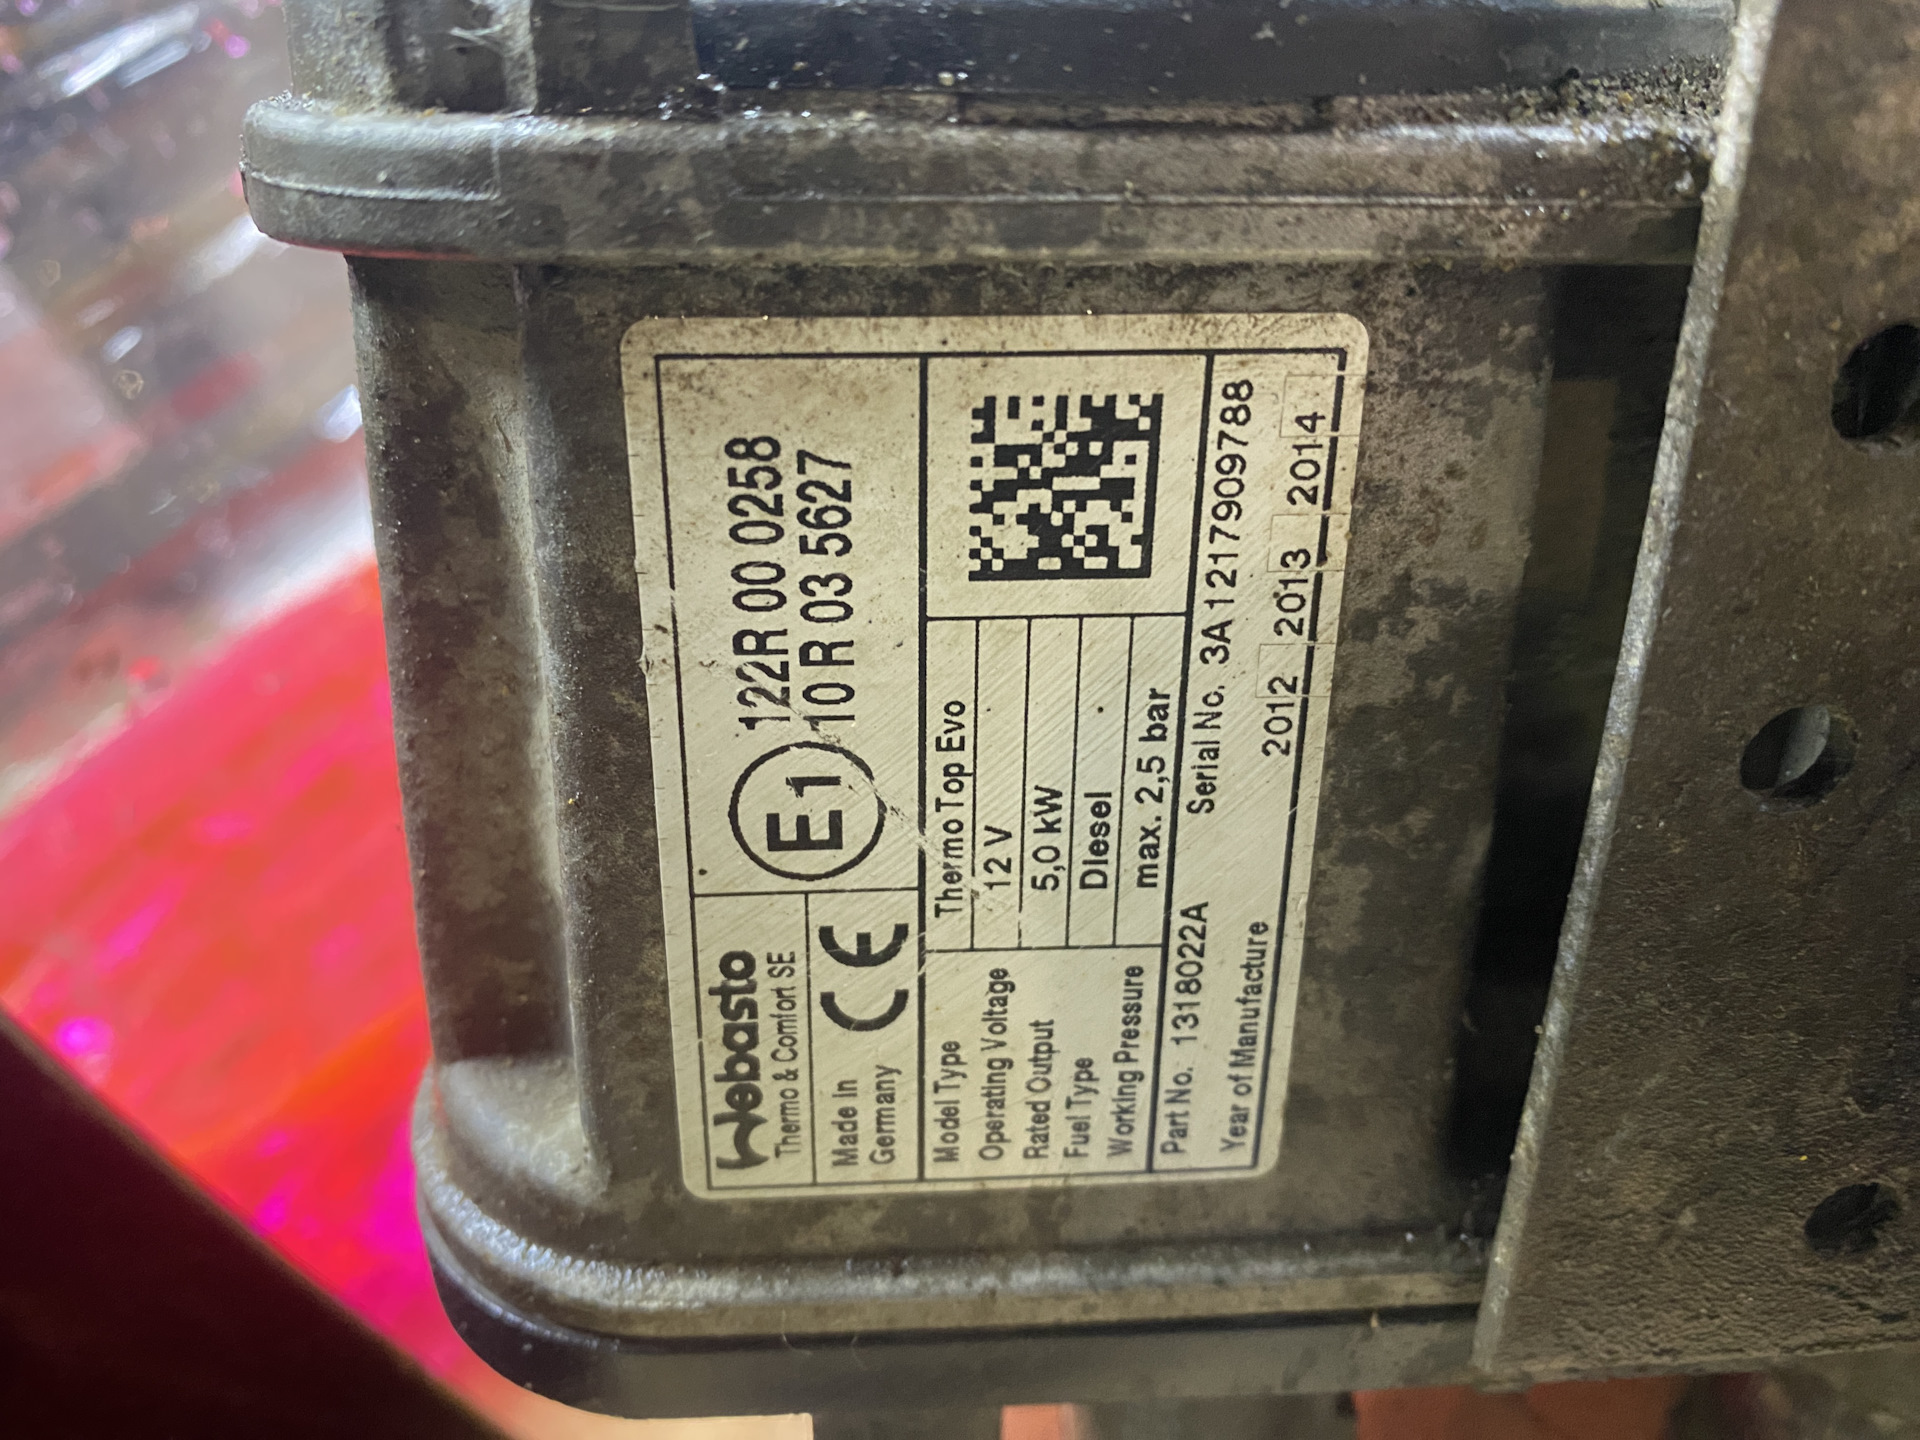 Webasto
Thermo & Comfort SE
Made in
Germany
CE
E1
122R 00 0258
10 R 03 5627
Model Type Thermo Top Evo
Operating Voltage 12 V
Rated Output 5,0 kW
Fuel Type Diesel
Working Pressure max. 2,5 bar
Part No. 1318022A Serial No. 3A1217909788
Year of Manufacture 2012 2013 2014